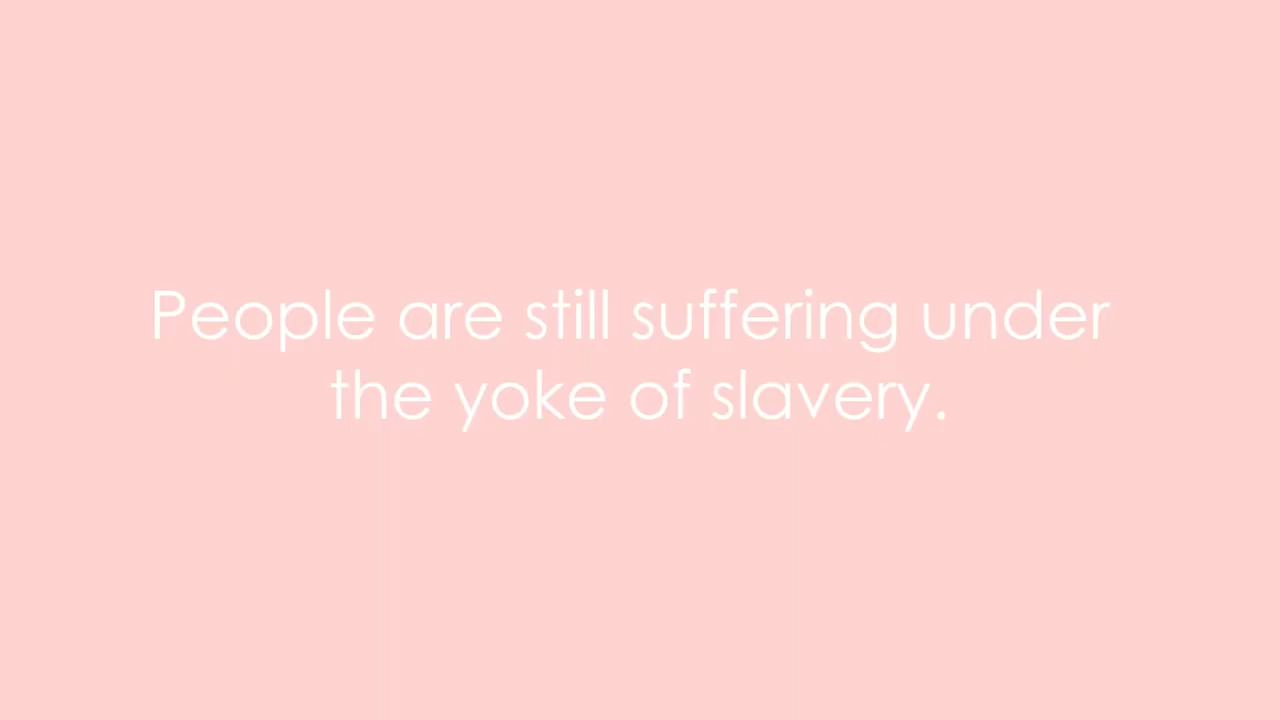 People are still suffering under
the yoke of slavery.